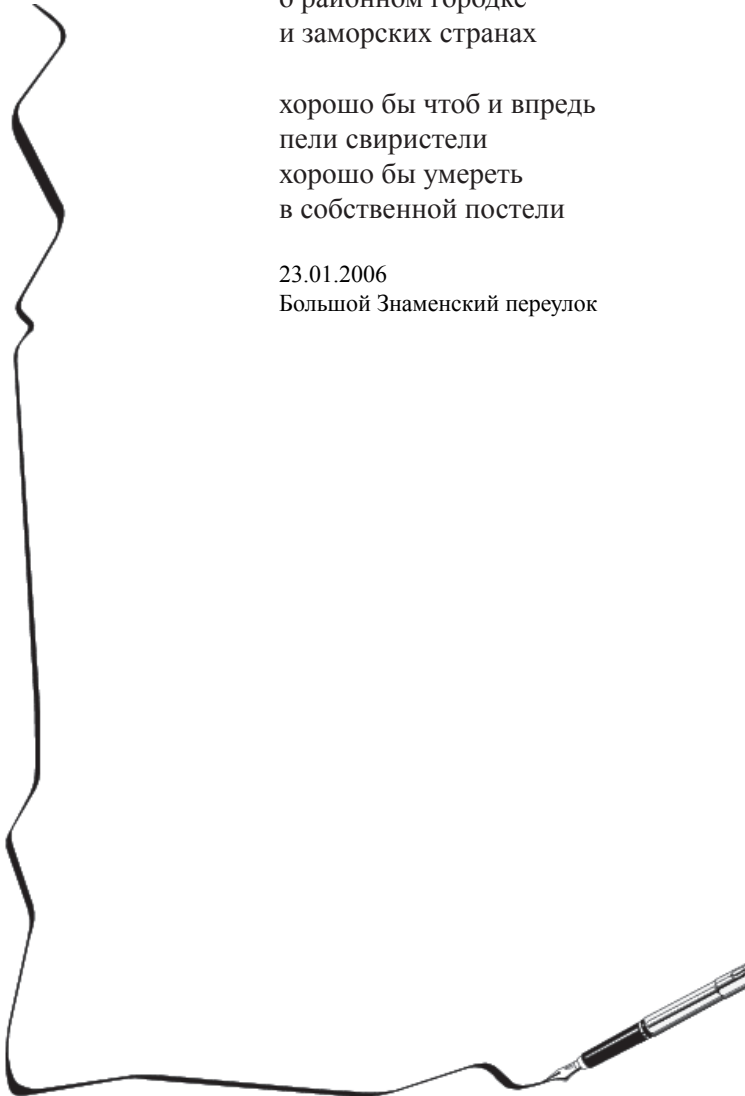 о районном городке
и заморских странах

хорошо бы чтоб и впредь
пели свиристели
хорошо бы умереть
в собственной постели

23.01.2006
Большой Знаменский переулок